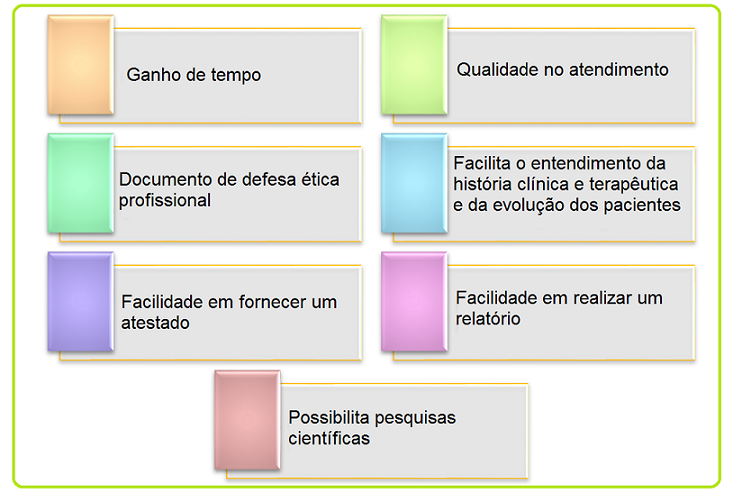 Ganho de tempo
Qualidade no atendimento
Documento de defesa ética
profissional
Facilita o entendimento da
história clínica e terapêutica
e da evolução dos pacientes
Facilidade em fornecer um
atestado
Facilidade em realizar um
relatório
Possibilita pesquisas
científicas